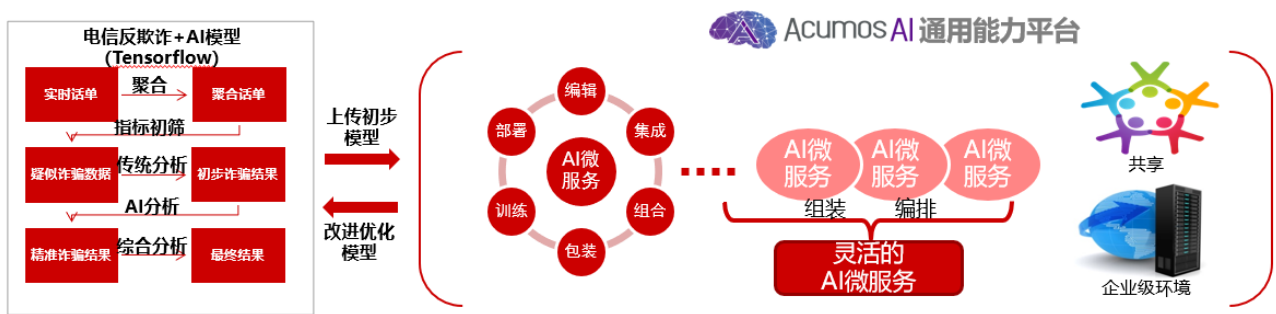 电信反欺诈+AI模型
(Tensorflow)
实时话单
聚合
聚合话单
指标初筛
疑似诈骗数据
传统分析
初步诈骗结果
AI分析
精准诈骗结果
综合分析
最终结果
上传初步
模型
改进优化
模型
Acumos AI 通用能力平台
编辑
部署
集成
AI微
服务
训练
组合
包装
AI微
服务
AI微
服务
AI微
服务
组装
编排
灵活的
AI微服务
共享
企业级环境